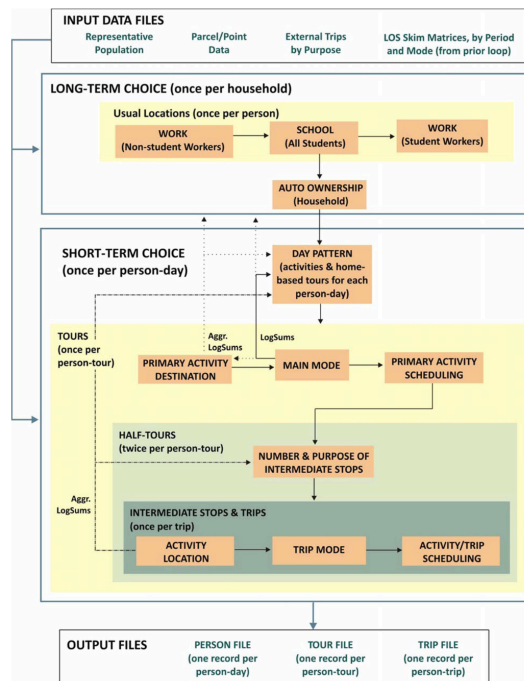 INPUT DATA FILES
Representative
Population
Parcel/Point
Data
External Trips
by Purpose
LOS Skim Matrices, by Period
and Mode (from prior loop)
LONG-TERM CHOICE (once per household)
Usual Locations (once per person)
WORK
(Non-student Workers)
SCHOOL
(All Students)
WORK
(Student Workers)
AUTO OWNERSHIP
(Household)
SHORT-TERM CHOICE
(once per person-day)
DAY PATTERN
(activities & home-
based tours for each
person-day)
TOURS
(once per
person-tour)
Aggr.
LogSums
LogSums
PRIMARY ACTIVITY
DESTINATION
MAIN MODE
PRIMARY ACTIVITY
SCHEDULING
HALF-TOURS
(twice per person-tour)
NUMBER & PURPOSE OF
INTERMEDIATE STOPS
Aggr.
LogSums
INTERMEDIATE STOPS & TRIPS
(once per trip)
ACTIVITY
LOCATION
TRIP MODE
ACTIVITY/TRIP
SCHEDULING
OUTPUT FILES
PERSON FILE
(one record per
person-day)
TOUR FILE
(one record per
person-tour)
TRIP FILE
(one record per
person-trip)